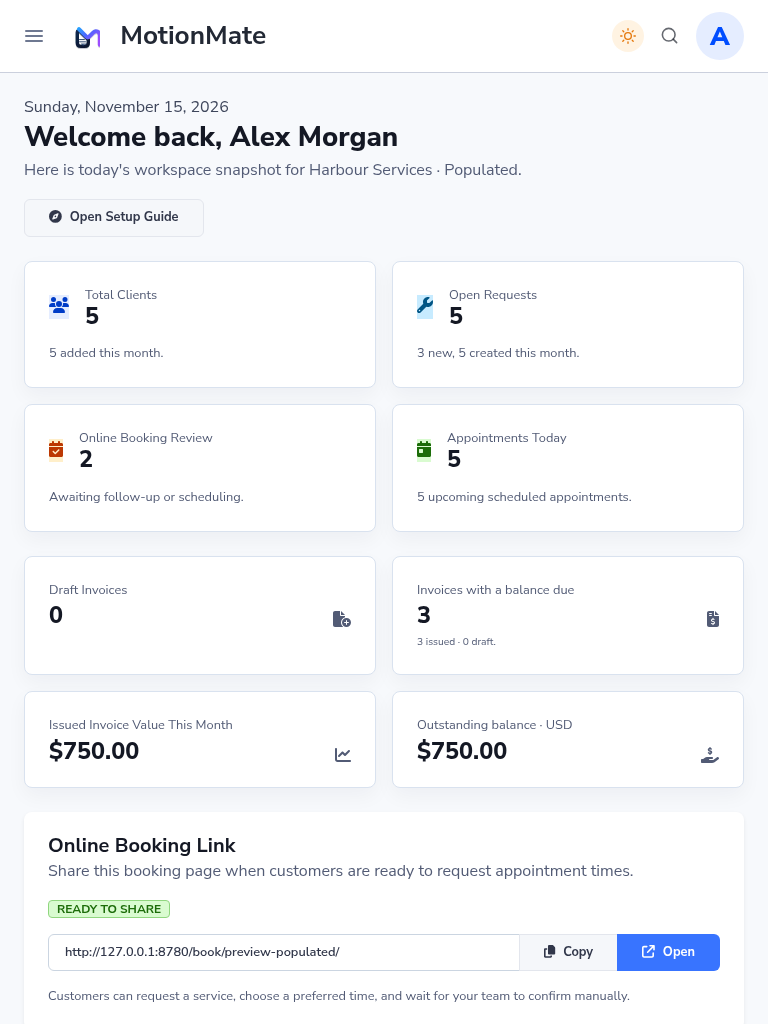 MotionMate
A
Sunday, November 15, 2026
Welcome back, Alex Morgan
Here is today's workspace snapshot for Harbour Services · Populated.
Open Setup Guide
Total Clients
5
5 added this month.
Open Requests
5
3 new, 5 created this month.
Online Booking Review
2
Awaiting follow-up or scheduling.
Appointments Today
5
5 upcoming scheduled appointments.
Draft Invoices
0
Invoices with a balance due
3
3 issued · 0 draft.
Issued Invoice Value This Month
$750.00
Outstanding balance · USD
$750.00
Online Booking Link
Share this booking page when customers are ready to request appointment times.
READY TO SHARE
http://127.0.0.1:8780/book/preview-populated/
Copy
Open
Customers can request a service, choose a preferred time, and wait for your team to confirm manually.